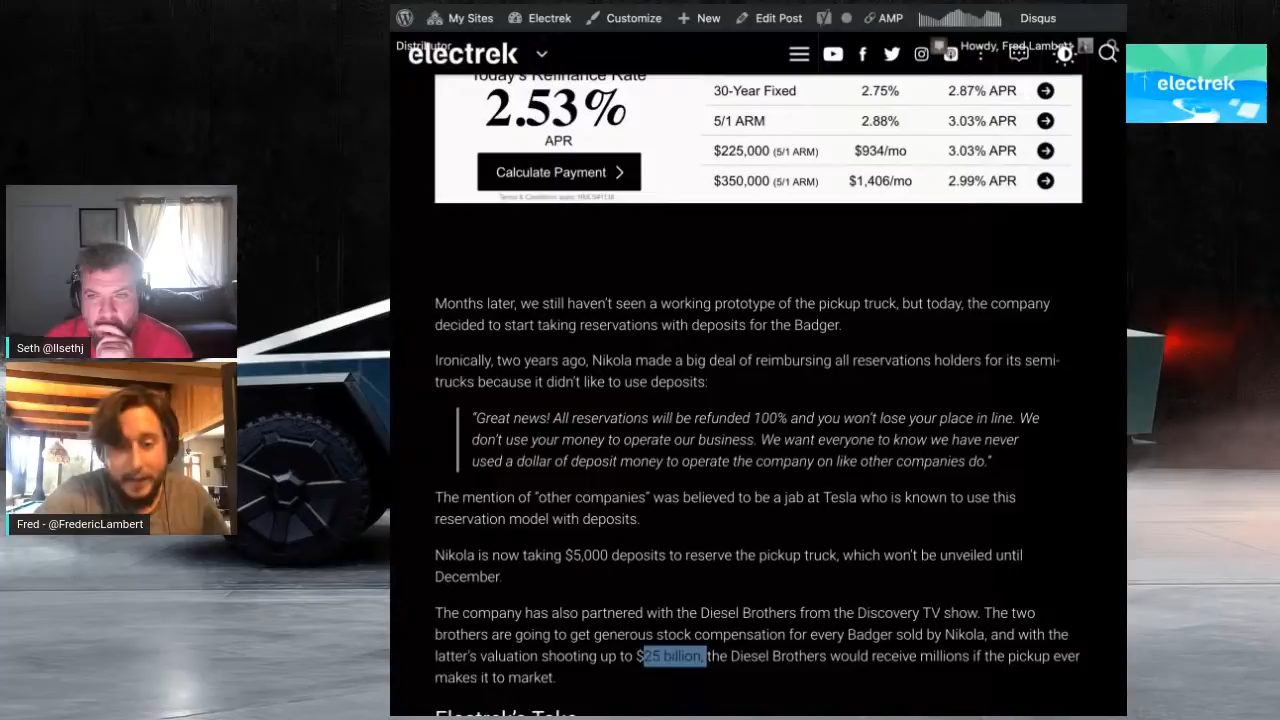 My Sites
Electrek
Customize
New
Edit Post
AMP
Disqus
Distributor
electrek
Howdy, Fred Lambert
electrek
Today's Refinance Rate
2.53%
APR
Calculate Payment
30-Year Fixed 2.75% 2.87% APR
5/1 ARM 2.88% 3.03% APR
$225,000 (5/1 ARM) $934/mo 3.03% APR
$350,000 (5/1 ARM) $1,406/mo 2.99% APR
Months later, we still haven't seen a working prototype of the pickup truck, but today, the company
decided to start taking reservations with deposits for the Badger.
Ironically, two years ago, Nikola made a big deal of reimbursing all reservations holders for its semi-
trucks because it didn't like to use deposits:
“Great news! All reservations will be refunded 100% and you won't lose your place in line. We
don't use your money to operate our business. We want everyone to know we have never
used a dollar of deposit money to operate the company on like other companies do.”
The mention of “other companies” was believed to be a jab at Tesla who is known to use this
reservation model with deposits.
Nikola is now taking $5,000 deposits to reserve the pickup truck, which won't be unveiled until
December.
The company has also partnered with the Diesel Brothers from the Discovery TV show. The two
brothers are going to get generous stock compensation for every Badger sold by Nikola, and with the
latter's valuation shooting up to $25 billion, the Diesel Brothers would receive millions if the pickup ever
makes it to market.
Electrek's Take
Seth @llsethj
Fred - @FredericLambert